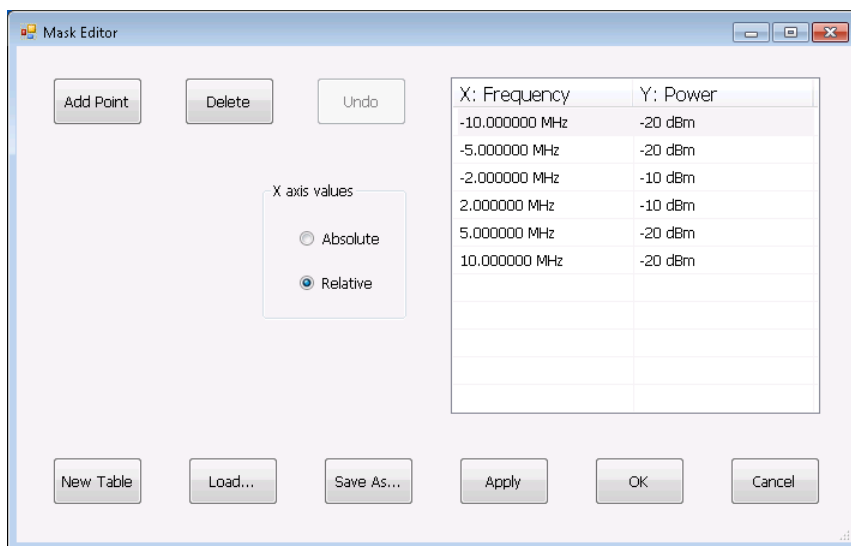 Mask Editor
Add Point
Delete
Undo
X axis values
Absolute
Relative
X: Frequency Y: Power
-10.000000 MHz -20 dBm
-5.000000 MHz -20 dBm
-2.000000 MHz -10 dBm
2.000000 MHz -10 dBm
5.000000 MHz -20 dBm
10.000000 MHz -20 dBm
New Table
Load...
Save As...
Apply
OK
Cancel